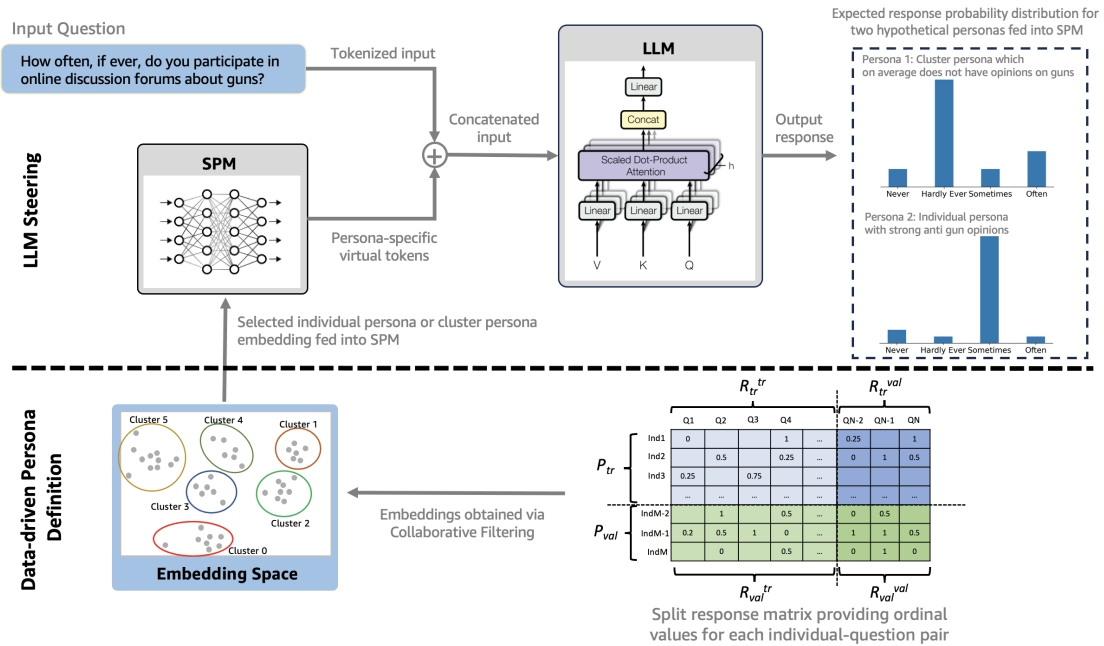 Input Question
How often, if ever, do you participate in
online discussion forums about guns?
Tokenized input
Concatenated
input
SPM
Persona-specific
virtual tokens
LLM
Linear
Concat
Scaled Dot-Product
Attention
h
Linear
Linear
Linear
V
K
Q
Output
response
Expected response probability distribution for
two hypothetical personas fed into SPM
Persona 1: Cluster persona which
on average does not have opinions on guns
Never Hardly Ever Sometimes Often
Persona 2: Individual persona
with strong anti gun opinions
Never Hardly Ever Sometimes Often
LLM Steering
Selected individual persona or cluster persona
embedding fed into SPM
Data-driven Persona
Definition
Cluster 5
Cluster 4
Cluster 1
Cluster 3
Cluster 2
Cluster 0
Embedding Space
Embeddings obtained via
Collaborative Filtering
R_tr^tr R_tr^val
Q1 Q2 Q3 Q4 QN-2 QN-1 QN
P_tr
Ind1 0 1 ... 0.25 1
Ind2 0.5 0.25 ... 0 1 0.5
Ind3 0.25 0.75 ...
... ... ... ... ...
P_val
IndM-2 1 0.5 ... 0 0.5
IndM-1 0.2 0.5 1 0 ... 1 1 0.5
IndM 0 0.5 ... 0 1 0
R_val^tr R_val^val
Split response matrix providing ordinal
values for each individual-question pair